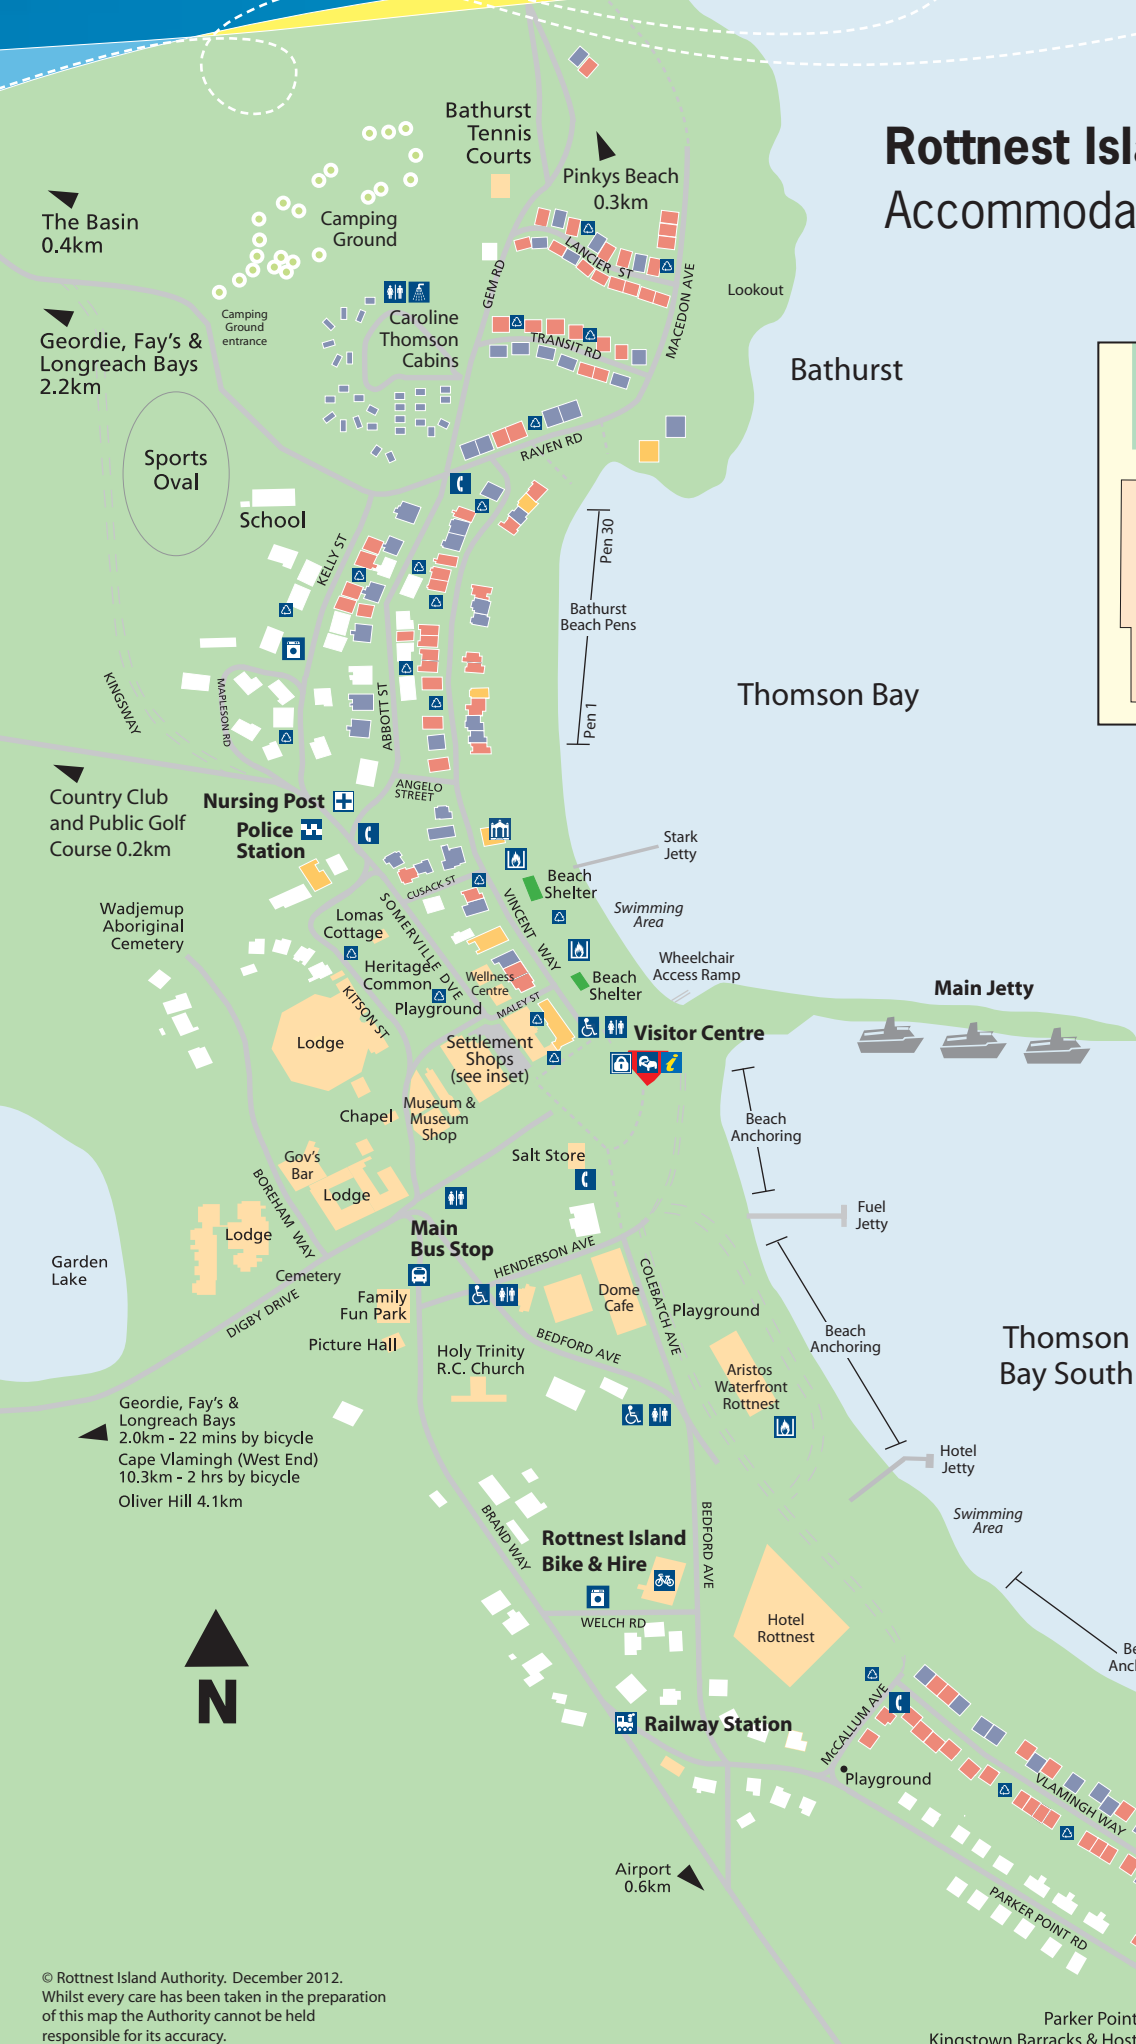 Rottnest Isl
Accommoda
Bathurst
Tennis
Courts
Pinkys Beach
0.3km
The Basin
0.4km
Camping
Ground
LANCIER ST
GEM RD
MACEDON AVE
Lookout
Camping
Ground
entrance
Geordie, Fay's &
Longreach Bays
2.2km
Caroline
Thomson
Cabins
TRANSIT RD
Bathurst
RAVEN RD
Sports
Oval
School
KELLY ST
Pen 30
Bathurst
Beach Pens
Pen 1
Thomson Bay
KINGSWAY
MAPLESON RD
ABBOTT ST
ANGELO
STREET
Country Club
and Public Golf
Course 0.2km
Nursing Post
Police
Station
Stark
Jetty
CUSACK ST
Beach
Shelter
VINCENT WAY
Swimming
Area
SOMERVILLE DVE
Wadjemup
Aboriginal
Cemetery
Lomas
Cottage
Heritage
Common
Wellness
Centre
Playground
MALEY ST
Beach
Shelter
Wheelchair
Access Ramp
Main Jetty
KITSON ST
Lodge
Settlement
Shops
(see inset)
Visitor Centre
i
Museum &
Museum
Shop
Chapel
Beach
Anchoring
Gov's
Bar
Lodge
Salt Store
BOREHAM WAY
Lodge
Main
Bus Stop
Fuel
Jetty
Garden
Lake
Cemetery
HENDERSON AVE
COLEBATCH AVE
DIGBY DRIVE
Family
Fun Park
Dome
Cafe
Playground
Picture Hall
Holy Trinity
R.C. Church
BEDFORD AVE
Beach
Anchoring
Thomson
Bay South
Aristos
Waterfront
Rottnest
Geordie, Fay's &
Longreach Bays
2.0km - 22 mins by bicycle
Cape Vlamingh (West End)
10.3km - 2 hrs by bicycle
Oliver Hill 4.1km
Hotel
Jetty
Swimming
Area
BRAND WAY
BEDFORD AVE
Rottnest Island
Bike & Hire
WELCH RD
Hotel
Rottnest
Be
Anc
N
McCALLUM AVE
Railway Station
Playground
VLAMINGH WAY
Airport
0.6km
PARKER POINT RD
© Rottnest Island Authority. December 2012.
Whilst every care has been taken in the preparation
of this map the Authority cannot be held
responsible for its accuracy.
Parker Point
Kingstown Barracks & Host